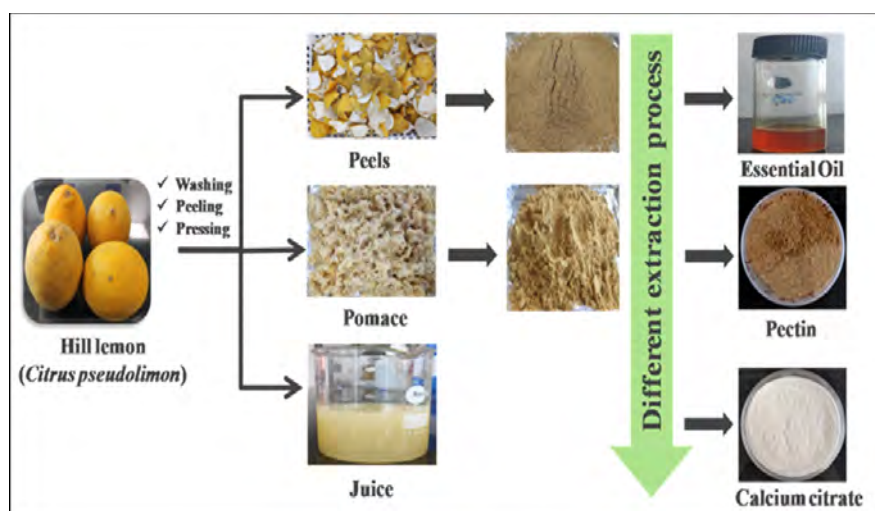 ✓ Washing
✓ Peeling
✓ Pressing
Hill lemon
(Citrus pseudolimon)
Peels
Pomace
Juice
Different extraction process
Essential Oil
Pectin
Calcium citrate